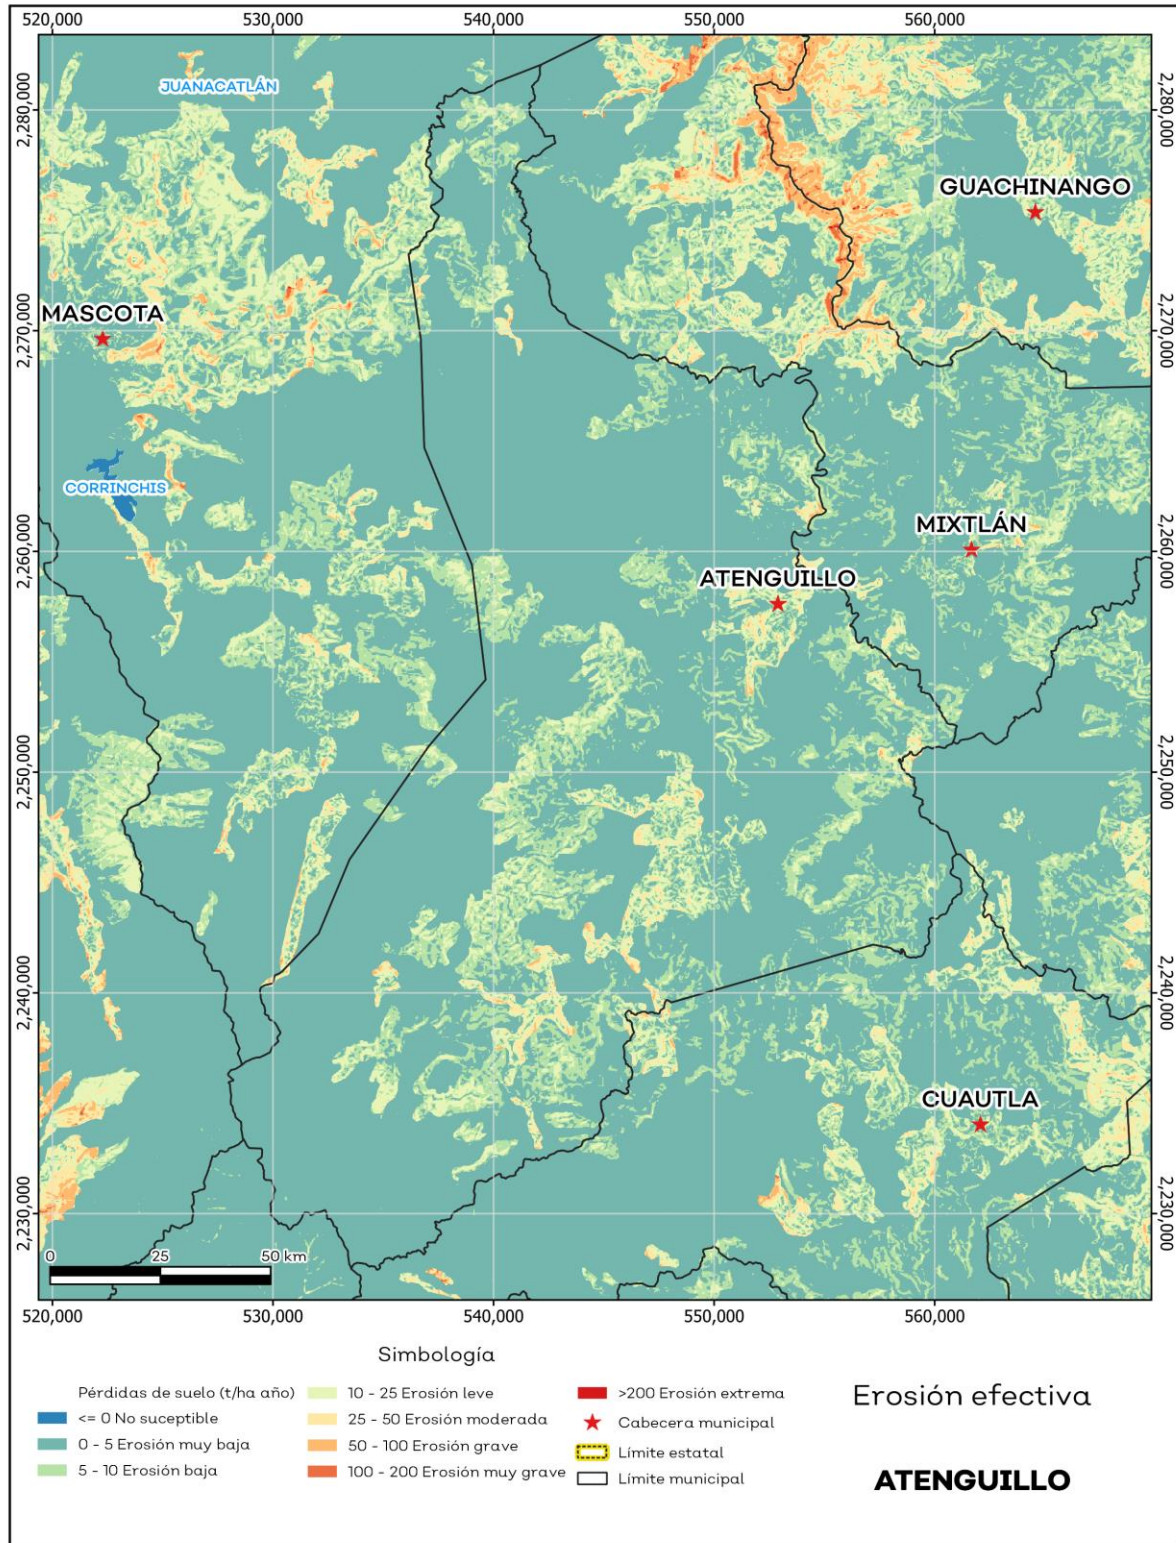 520,000 530,000 540,000 550,000 560,000
2,280,000 2,280,000
JUANACATLÁN
GUACHINANGO
MASCOTA
2,270,000 2,270,000
CORRINCHIS
MIXTLÁN
2,260,000 2,260,000
ATENGUILLO
2,250,000 2,250,000
2,240,000 2,240,000
CUAUTLA
2,230,000 2,230,000
0 25 50 km
520,000 530,000 540,000 550,000 560,000
Simbología
Pérdidas de suelo (t/ha año)
<= 0 No suceptible
0 - 5 Erosión muy baja
5 - 10 Erosión baja
10 - 25 Erosión leve
25 - 50 Erosión moderada
50 - 100 Erosión grave
100 - 200 Erosión muy grave
>200 Erosión extrema
Cabecera municipal
Límite estatal
Límite municipal
Erosión efectiva
ATENGUILLO